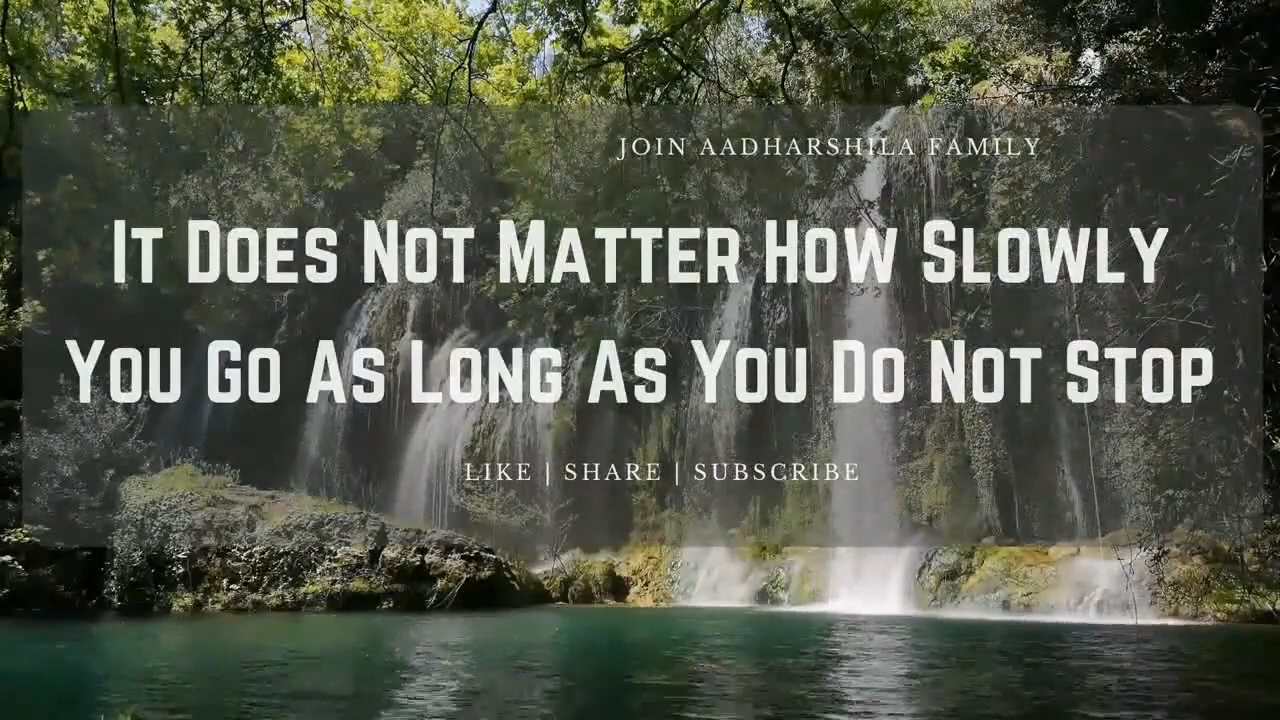 JOIN AADHARSHILA FAMILY
It Does Not Matter How Slowly
You Go As Long As You Do Not Stop
LIKE | SHARE | SUBSCRIBE